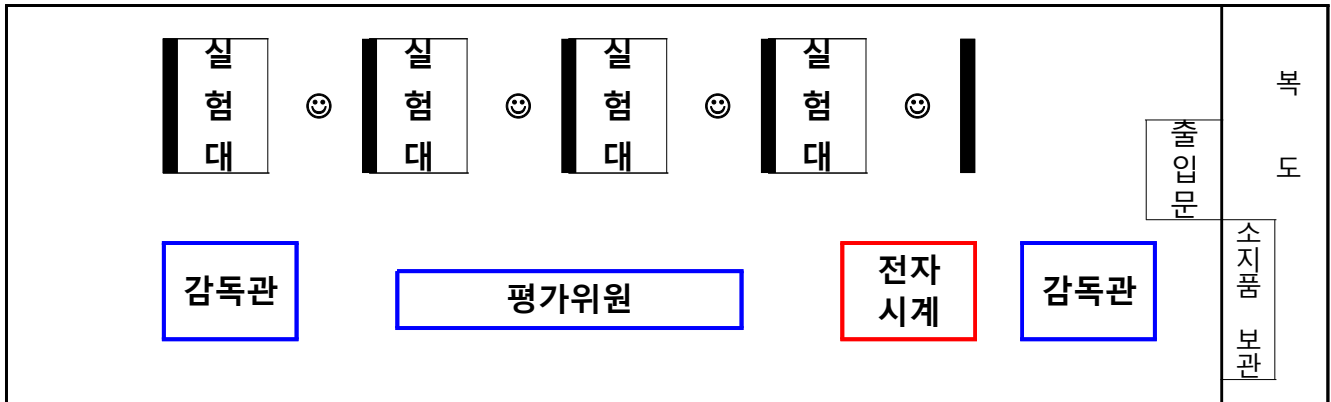 실험대
실험대
실험대
실험대
출입문
복도
감독관
평가위원
전자
시계
감독관
소지품 보관